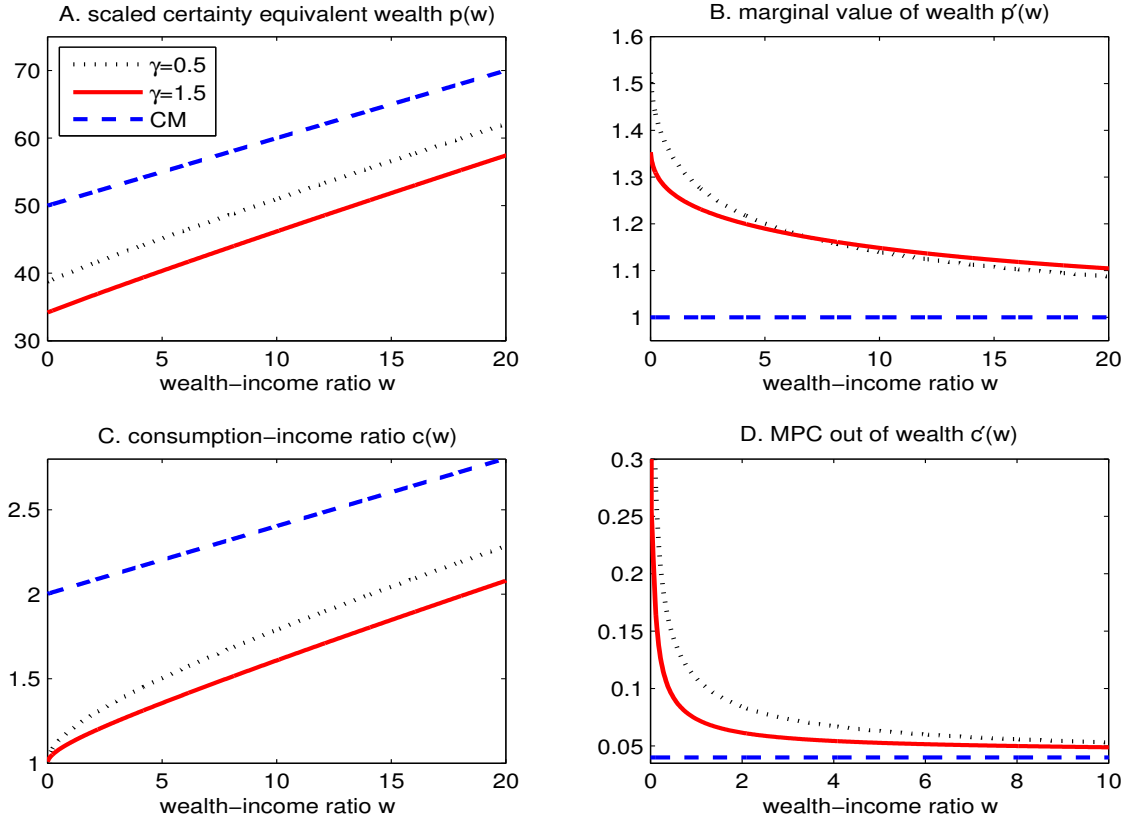 A. scaled certainty equivalent wealth p(w)
70
60
50
40
30
γ=0.5
γ=1.5
CM
0 5 10 15 20
wealth−income ratio w
B. marginal value of wealth p′(w)
1.6
1.5
1.4
1.3
1.2
1.1
1
0 5 10 15 20
wealth−income ratio w
C. consumption−income ratio c(w)
2.5
2
1.5
1
0 5 10 15 20
wealth−income ratio w
D. MPC out of wealth c′(w)
0.3
0.25
0.2
0.15
0.1
0.05
0 2 4 6 8 10
wealth−income ratio w